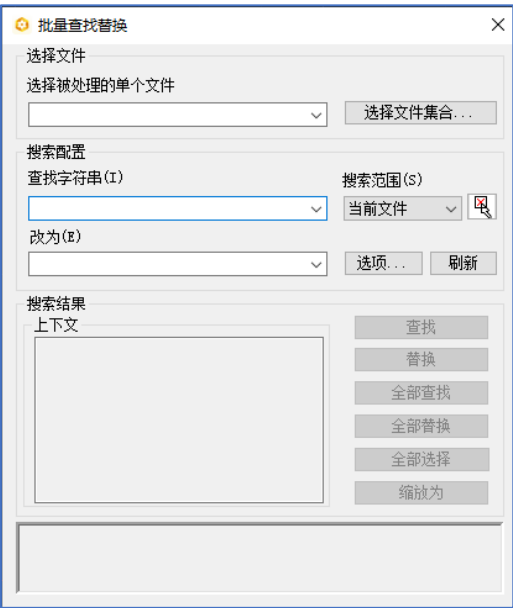 批量查找替换
选择文件
选择被处理的单个文件
选择文件集合...
搜索配置
查找字符串(I)
搜索范围(S)
当前文件
改为(E)
选项...
刷新
搜索结果
上下文
查找
替换
全部查找
全部替换
全部选择
缩放为